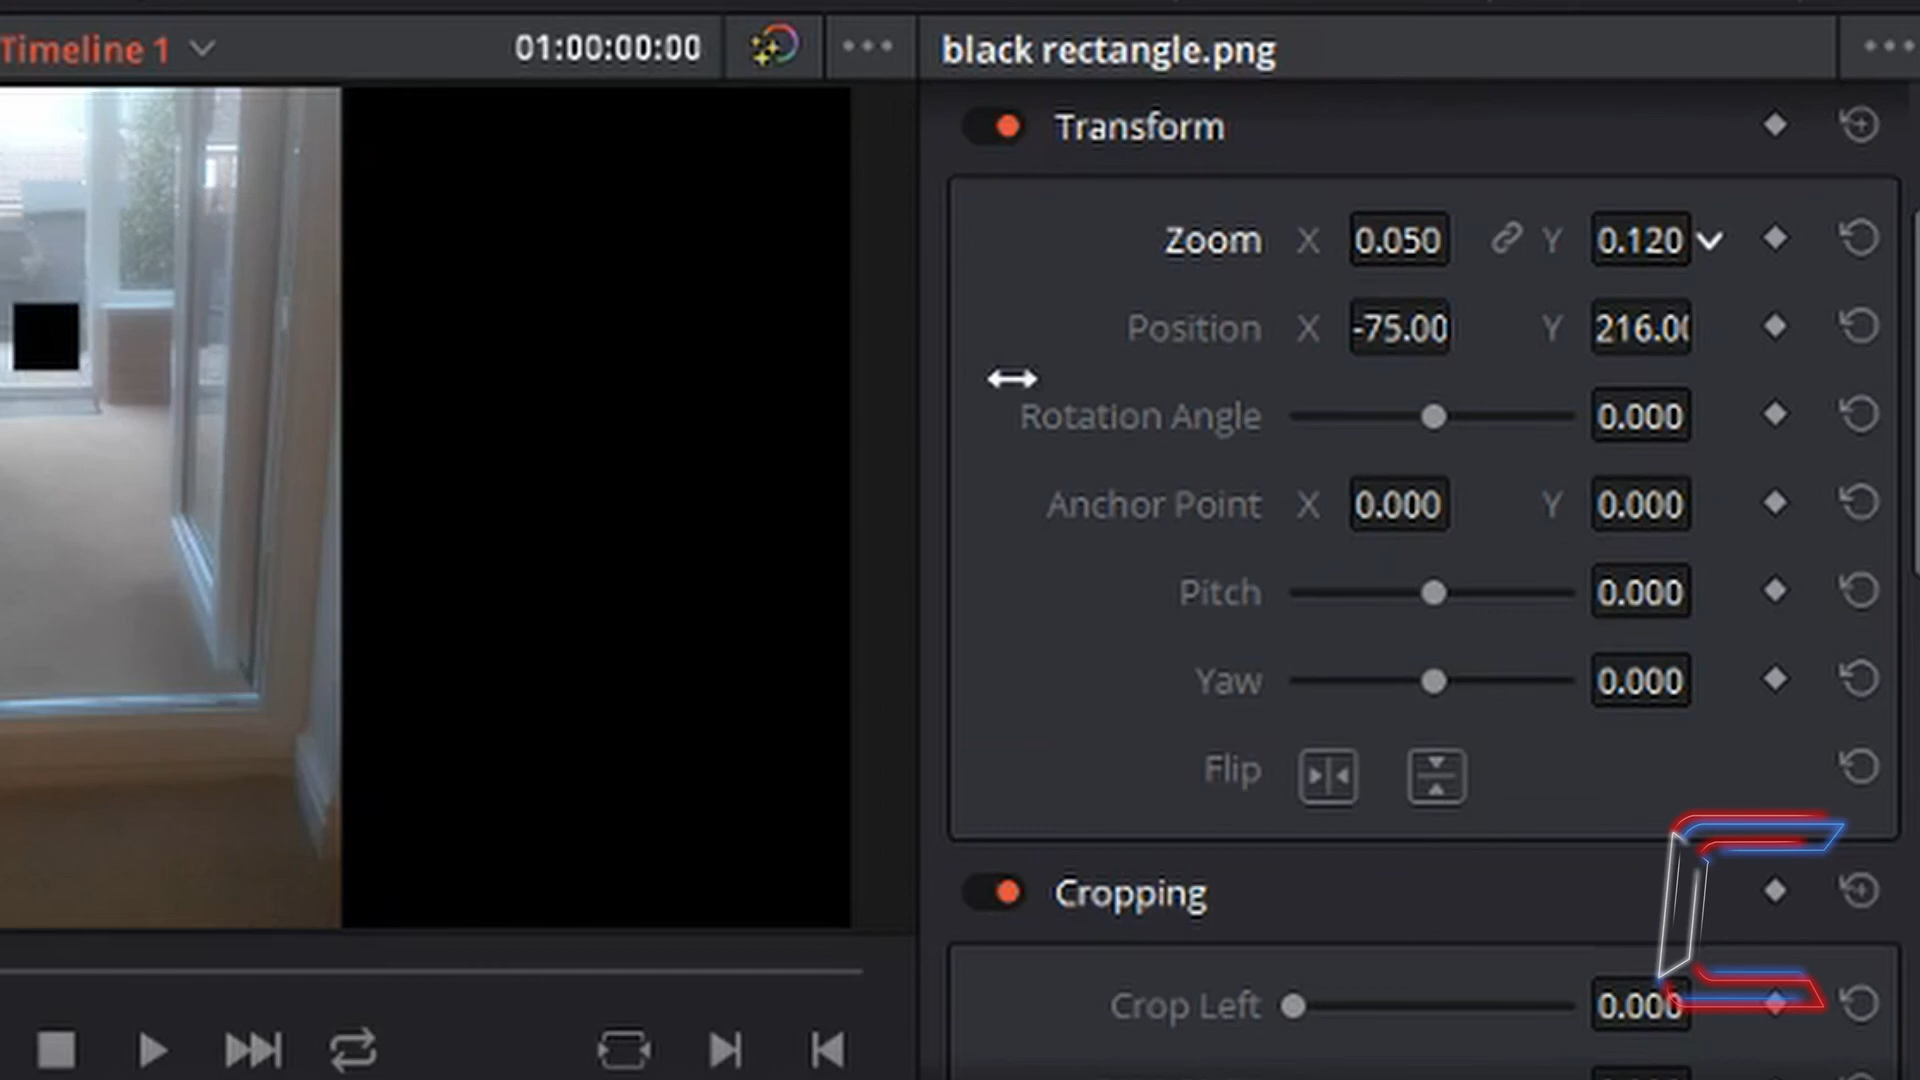 Timeline 1 01:00:00:00
black rectangle.png
Transform
Zoom X 0.050 Y 0.120
Position X -75.00 Y 216.0
Rotation Angle 0.000
Anchor Point X 0.000 Y 0.000
Pitch 0.000
Yaw 0.000
Flip
Cropping
Crop Left 0.000